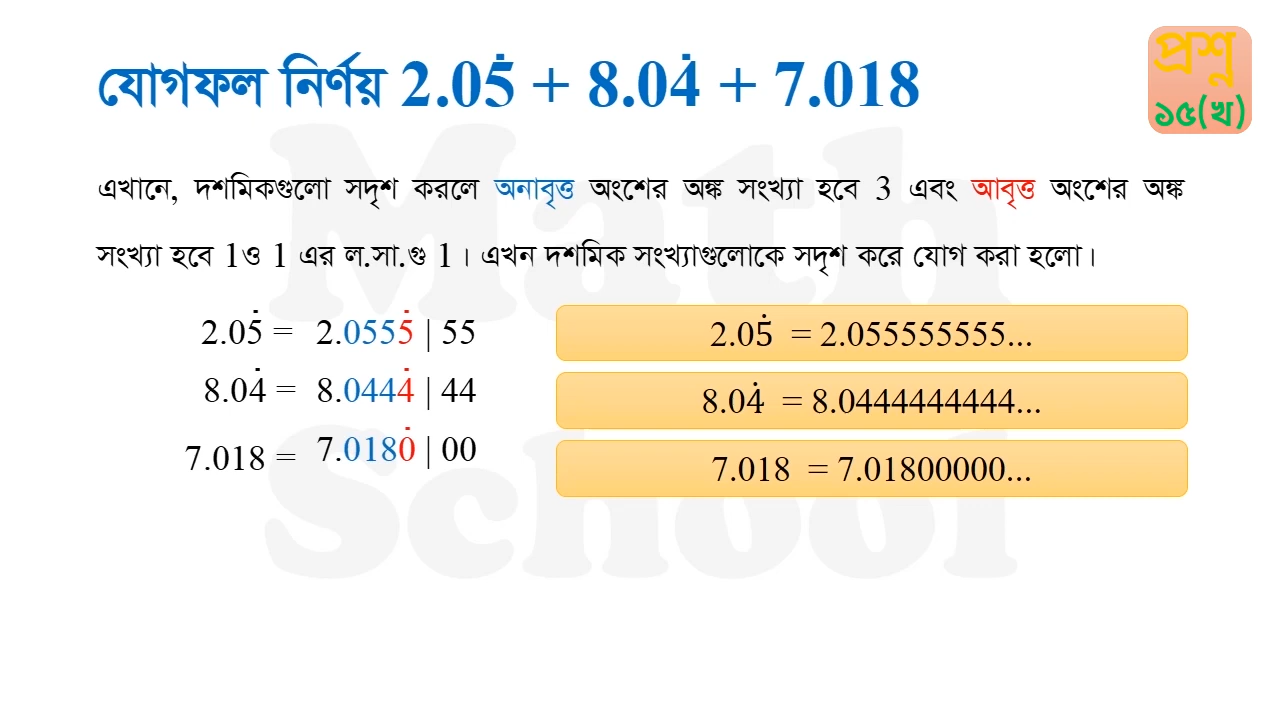 যোগফল নির্ণয় 2.05̇ + 8.04̇ + 7.018
প্রশ্ন
১৫(খ)
এখানে, দশমিকগুলো সদৃশ করলে অনাবৃত্ত অংশের অঙ্ক সংখ্যা হবে 3 এবং আবৃত্ত অংশের অঙ্ক
সংখ্যা হবে 1ও 1 এর ল.সা.গু 1। এখন দশমিক সংখ্যাগুলোকে সদৃশ করে যোগ করা হলো।
2.05̇ = 2.0555̇ | 55
8.04̇ = 8.0444̇ | 44
7.018 = 7.0180̇ | 00
2.05̇ = 2.055555555...
8.04̇ = 8.0444444444...
7.018 = 7.01800000...
Math
School